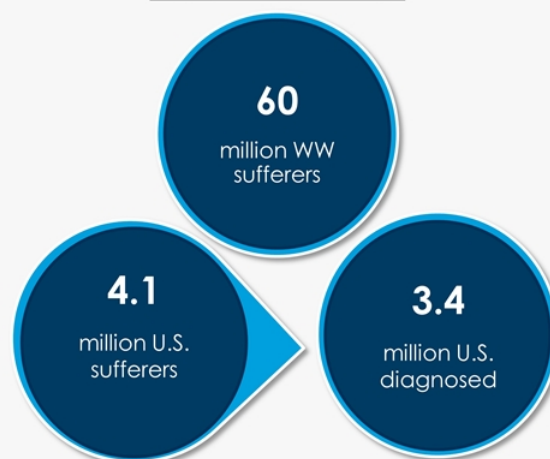 60
million WW
sufferers
4.1
million U.S.
sufferers
3.4
million U.S.
diagnosed